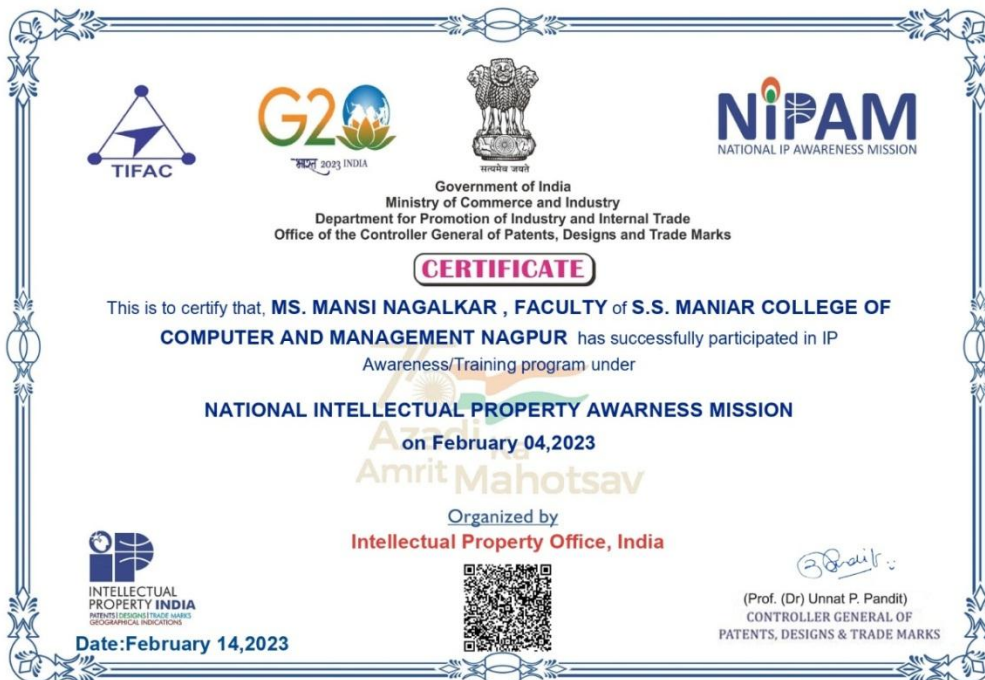 TIFAC
G20
भारत 2023 INDIA
सत्यमेव जयते
NiPAM
NATIONAL IP AWARENESS MISSION
Government of India
Ministry of Commerce and Industry
Department for Promotion of Industry and Internal Trade
Office of the Controller General of Patents, Designs and Trade Marks
CERTIFICATE
This is to certify that, MS. MANSI NAGALKAR , FACULTY of S.S. MANIAR COLLEGE OF
COMPUTER AND MANAGEMENT NAGPUR has successfully participated in IP
Awareness/Training program under
NATIONAL INTELLECTUAL PROPERTY AWARNESS MISSION
on February 04,2023
75
Azadi Ka
Amrit Mahotsav
Organized by
Intellectual Property Office, India
iP
INTELLECTUAL
PROPERTY INDIA
PATENTS | DESIGNS | TRADE MARKS
GEOGRAPHICAL INDICATIONS
Date:February 14,2023
(Prof. (Dr) Unnat P. Pandit)
CONTROLLER GENERAL OF
PATENTS, DESIGNS & TRADE MARKS